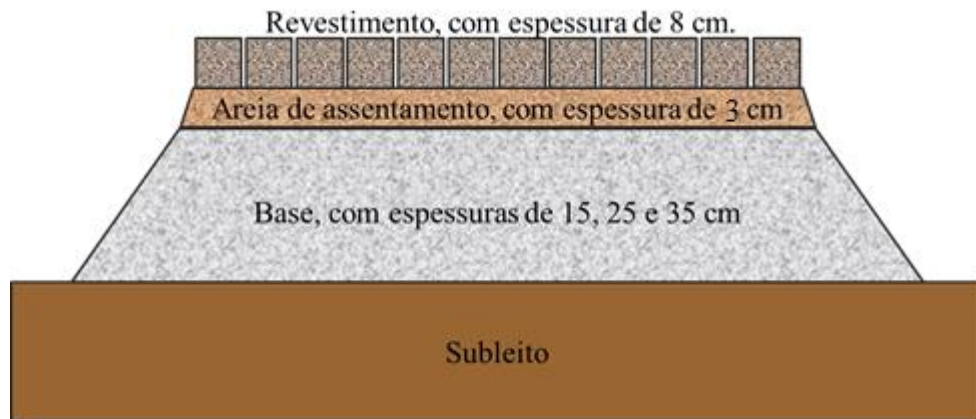 Revestimento, com espessura de 8 cm.
Areia de assentamento, com espessura de 3 cm
Base, com espessuras de 15, 25 e 35 cm
Subleito